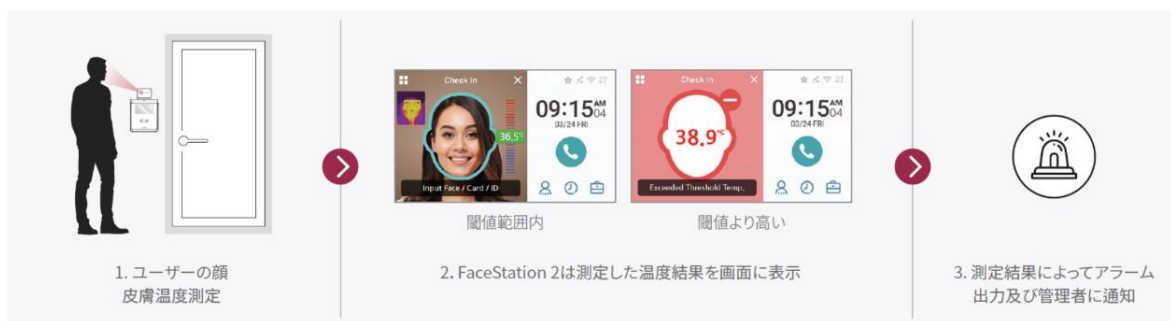 Check In
09:15 AM 04
03/24 FRI
36.5°
Input Face / Card / ID
閾値範囲内
Check In
09:15 AM 04
03/24 FRI
38.9℃
Exceeded Threshold Temp.
閾値より高い
1. ユーザーの顔
皮膚温度測定
2. FaceStation 2は測定した温度結果を画面に表示
3. 測定結果によってアラーム
出力及び管理者に通知